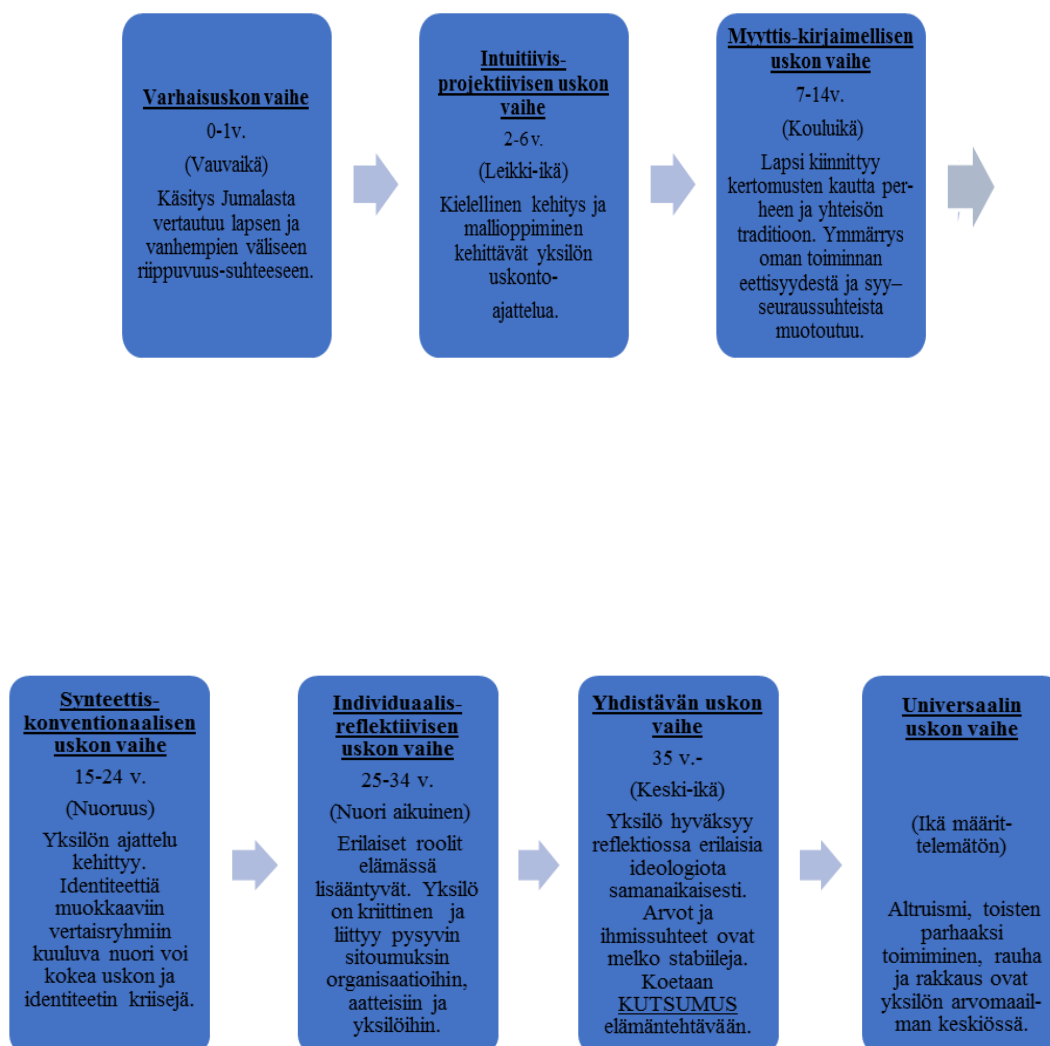 Varhaisuskon vaihe
0-1v.
(Vauvaikä)
Käsitys Jumalasta
vertautuu lapsen ja
vanhempien väliseen
riippuvuus-suhteeseen.
Intuitiivis-
projektiivisen uskon
vaihe
2-6 v.
(Leikki-ikä)
Kielellinen kehitys ja
mallioppiminen
kehittävät yksilön
uskonto-
ajattelua.
Myyttis-kirjaimellisen
uskon vaihe
7-14v.
(Kouluikä)
Lapsi kiinnittyy
kertomusten kautta per-
heen ja yhteisön
traditioon. Ymmärrys
oman toiminnan
eettisyydestä ja syy–
seuraussuhteista
muotoutuu.
Synteettis-
konventionaalisen
uskon vaihe
15-24 v.
(Nuoruus)
Yksilön ajattelu
kehittyy.
Identiteettiä
muokkaaviin
vertaisryhmiin
kuuluva nuori voi
kokea uskon ja
identiteetin kriisejä.
Individuaalis-
reflektiivisen
uskon vaihe
25-34 v.
(Nuori aikuinen)
Erilaiset roolit
elämässä
lisääntyvät. Yksilö
on kriittinen ja
liittyy pysyvin
sitoumuksin
organisaatioihin,
aatteisiin ja
yksilöihin.
Yhdistävän uskon
vaihe
35 v.-
(Keski-ikä)
Yksilö hyväksyy
reflektiossa erilaisia
ideologiota
samanaikaisesti.
Arvot ja
ihmissuhteet ovat
melko stabiileja.
Koetaan
KUTSUMUS
elämäntehtävään.
Universaalin
uskon vaihe
(Ikä määrit-
telemätön)
Altruismi, toisten
parhaaksi
toimiminen, rauha
ja rakkaus ovat
yksilön arvomaail-
man keskiössä.